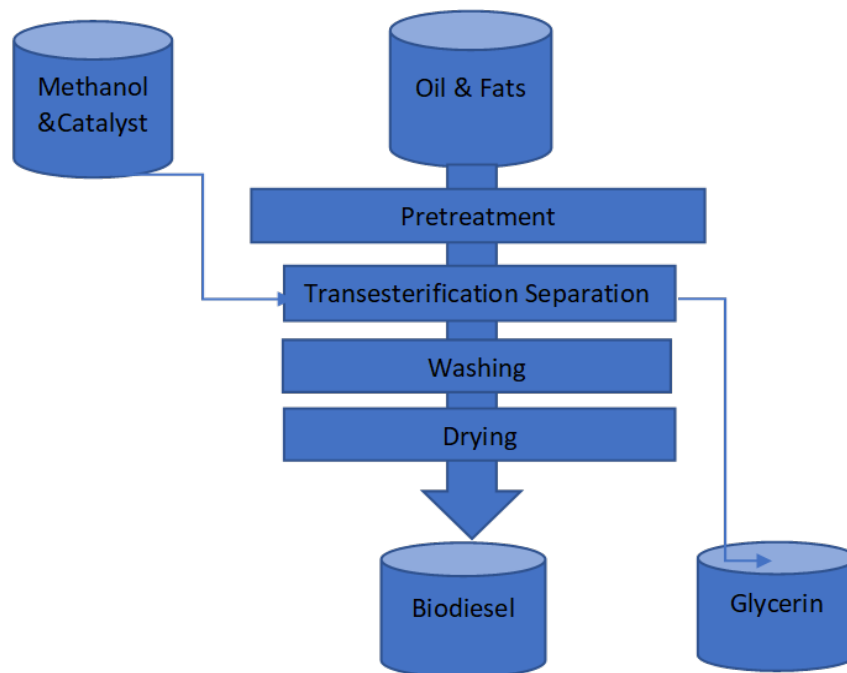 Methanol
&Catalyst
Oil & Fats
Pretreatment
Transesterification Separation
Washing
Drying
Biodiesel
Glycerin